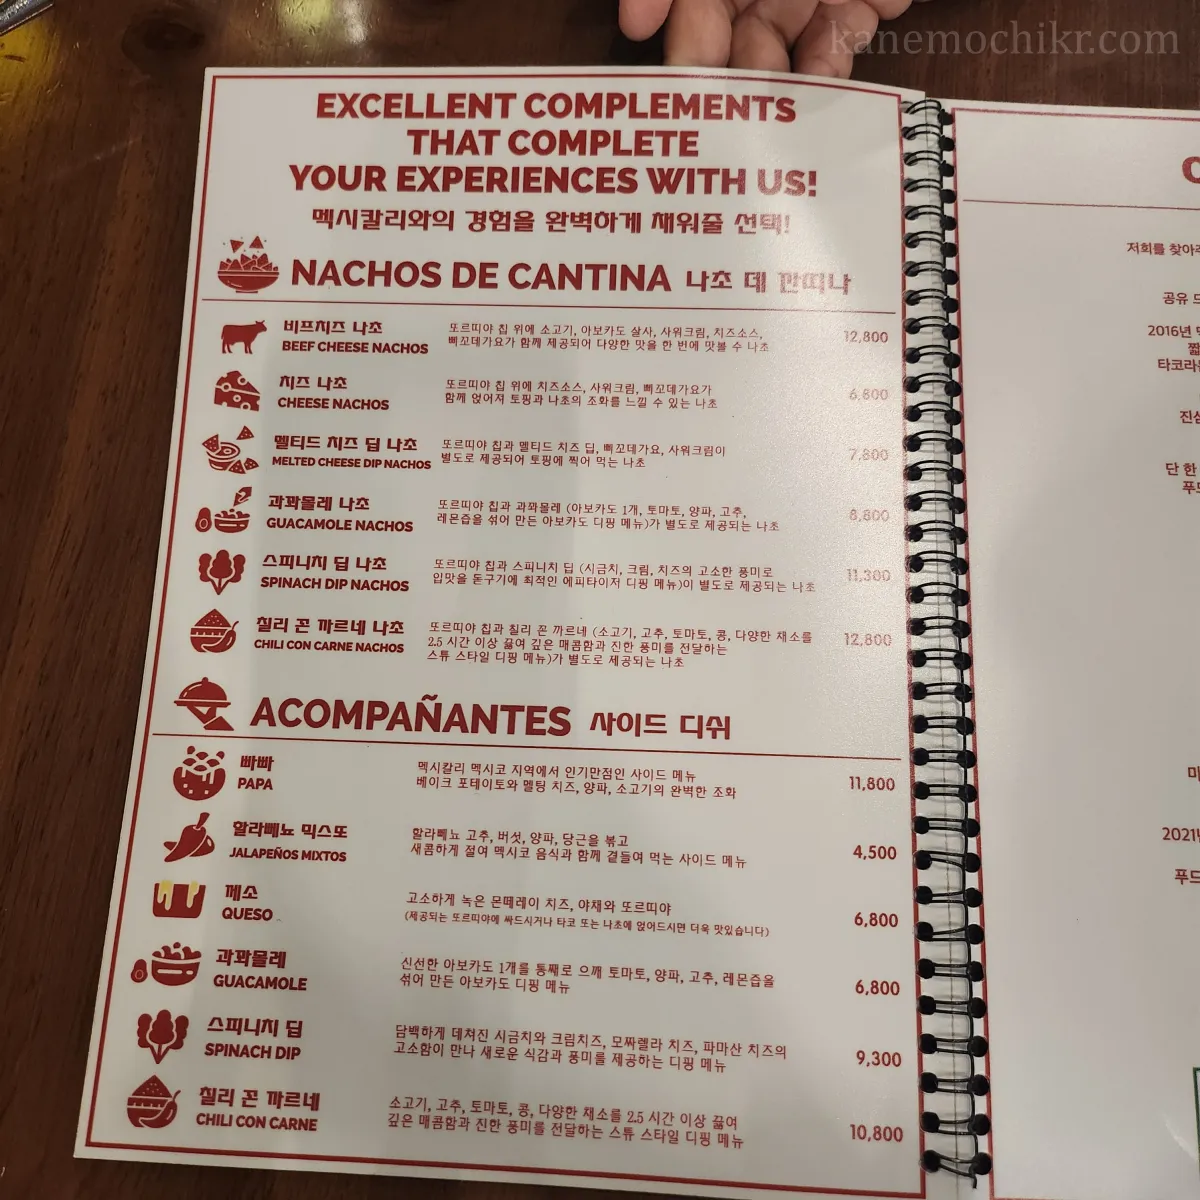 kanemochikr.com
EXCELLENT COMPLEMENTS
THAT COMPLETE
YOUR EXPERIENCES WITH US!
멕시칼리와의 경험을 완벽하게 채워줄 선택!
NACHOS DE CANTINA 나초 데 깐띠나
비프치즈 나초
BEEF CHEESE NACHOS
또르띠야 칩 위에 소고기, 아보카도 살사, 사워크림, 치즈소스,
삐꼬데가요가 함께 제공되어 다양한 맛을 한 번에 맛볼 수 나초
12,800
치즈 나초
CHEESE NACHOS
또르띠야 칩 위에 치즈소스, 사워크림, 삐꼬데가요가
함께 얹어져 토핑과 나초의 조화를 느낄 수 있는 나초
6,800
멜티드 치즈 딥 나초
MELTED CHEESE DIP NACHOS
또르띠야 칩과 멜티드 치즈 딥, 삐꼬데가요, 사워크림이
별도로 제공되어 토핑에 찍어 먹는 나초
7,800
과꽈몰레 나초
GUACAMOLE NACHOS
또르띠야 칩과 과꽈몰레 (아보카도 1개, 토마토, 양파, 고추,
레몬즙을 섞어 만든 아보카도 디핑 메뉴)가 별도로 제공되는 나초
8,800
스피니치 딥 나초
SPINACH DIP NACHOS
또르띠야 칩과 스피니치 딥 (시금치, 크림, 치즈의 고소한 풍미로
입맛을 돋구기에 최적인 에피타이저 디핑 메뉴)이 별도로 제공되는 나초
11,300
칠리 꼰 까르네 나초
CHILI CON CARNE NACHOS
또르띠야 칩과 칠리 꼰 까르네 (소고기, 고추, 토마토, 콩, 다양한 채소를
2.5 시간 이상 끓여 깊은 매콤함과 진한 풍미를 전달하는
스튜 스타일 디핑 메뉴)가 별도로 제공되는 나초
12,800
ACOMPAÑANTES 사이드 디쉬
빠빠
PAPA
멕시칼리 멕시코 지역에서 인기만점인 사이드 메뉴
베이크 포테이토와 멜팅 치즈, 양파, 소고기의 완벽한 조화
11,800
할라뻬뇨 믹스또
JALAPEÑOS MIXTOS
할라뻬뇨 고추, 버섯, 양파, 당근을 볶고
새콤하게 절여 멕시코 음식과 함께 곁들여 먹는 사이드 메뉴
4,500
께소
QUESO
고소하게 녹은 몬떼레이 치즈, 야채와 또르띠야
(제공되는 또르띠야에 싸드시거나 타코 또는 나초에 얹어드시면 더욱 맛있습니다)
6,800
과꽈몰레
GUACAMOLE
신선한 아보카도 1개를 통째로 으깨 토마토, 양파, 고추, 레몬즙을
섞어 만든 아보카도 디핑 메뉴
6,800
스피니치 딥
SPINACH DIP
담백하게 데쳐진 시금치와 크림치즈, 모짜렐라 치즈, 파마산 치즈의
고소함이 만나 새로운 식감과 풍미를 제공하는 디핑 메뉴
9,300
칠리 꼰 까르네
CHILI CON CARNE
소고기, 고추, 토마토, 콩, 다양한 채소를 2.5 시간 이상 끓여
깊은 매콤함과 진한 풍미를 전달하는 스튜 스타일 디핑 메뉴
10,800
저희를
공유
2016년
단 한